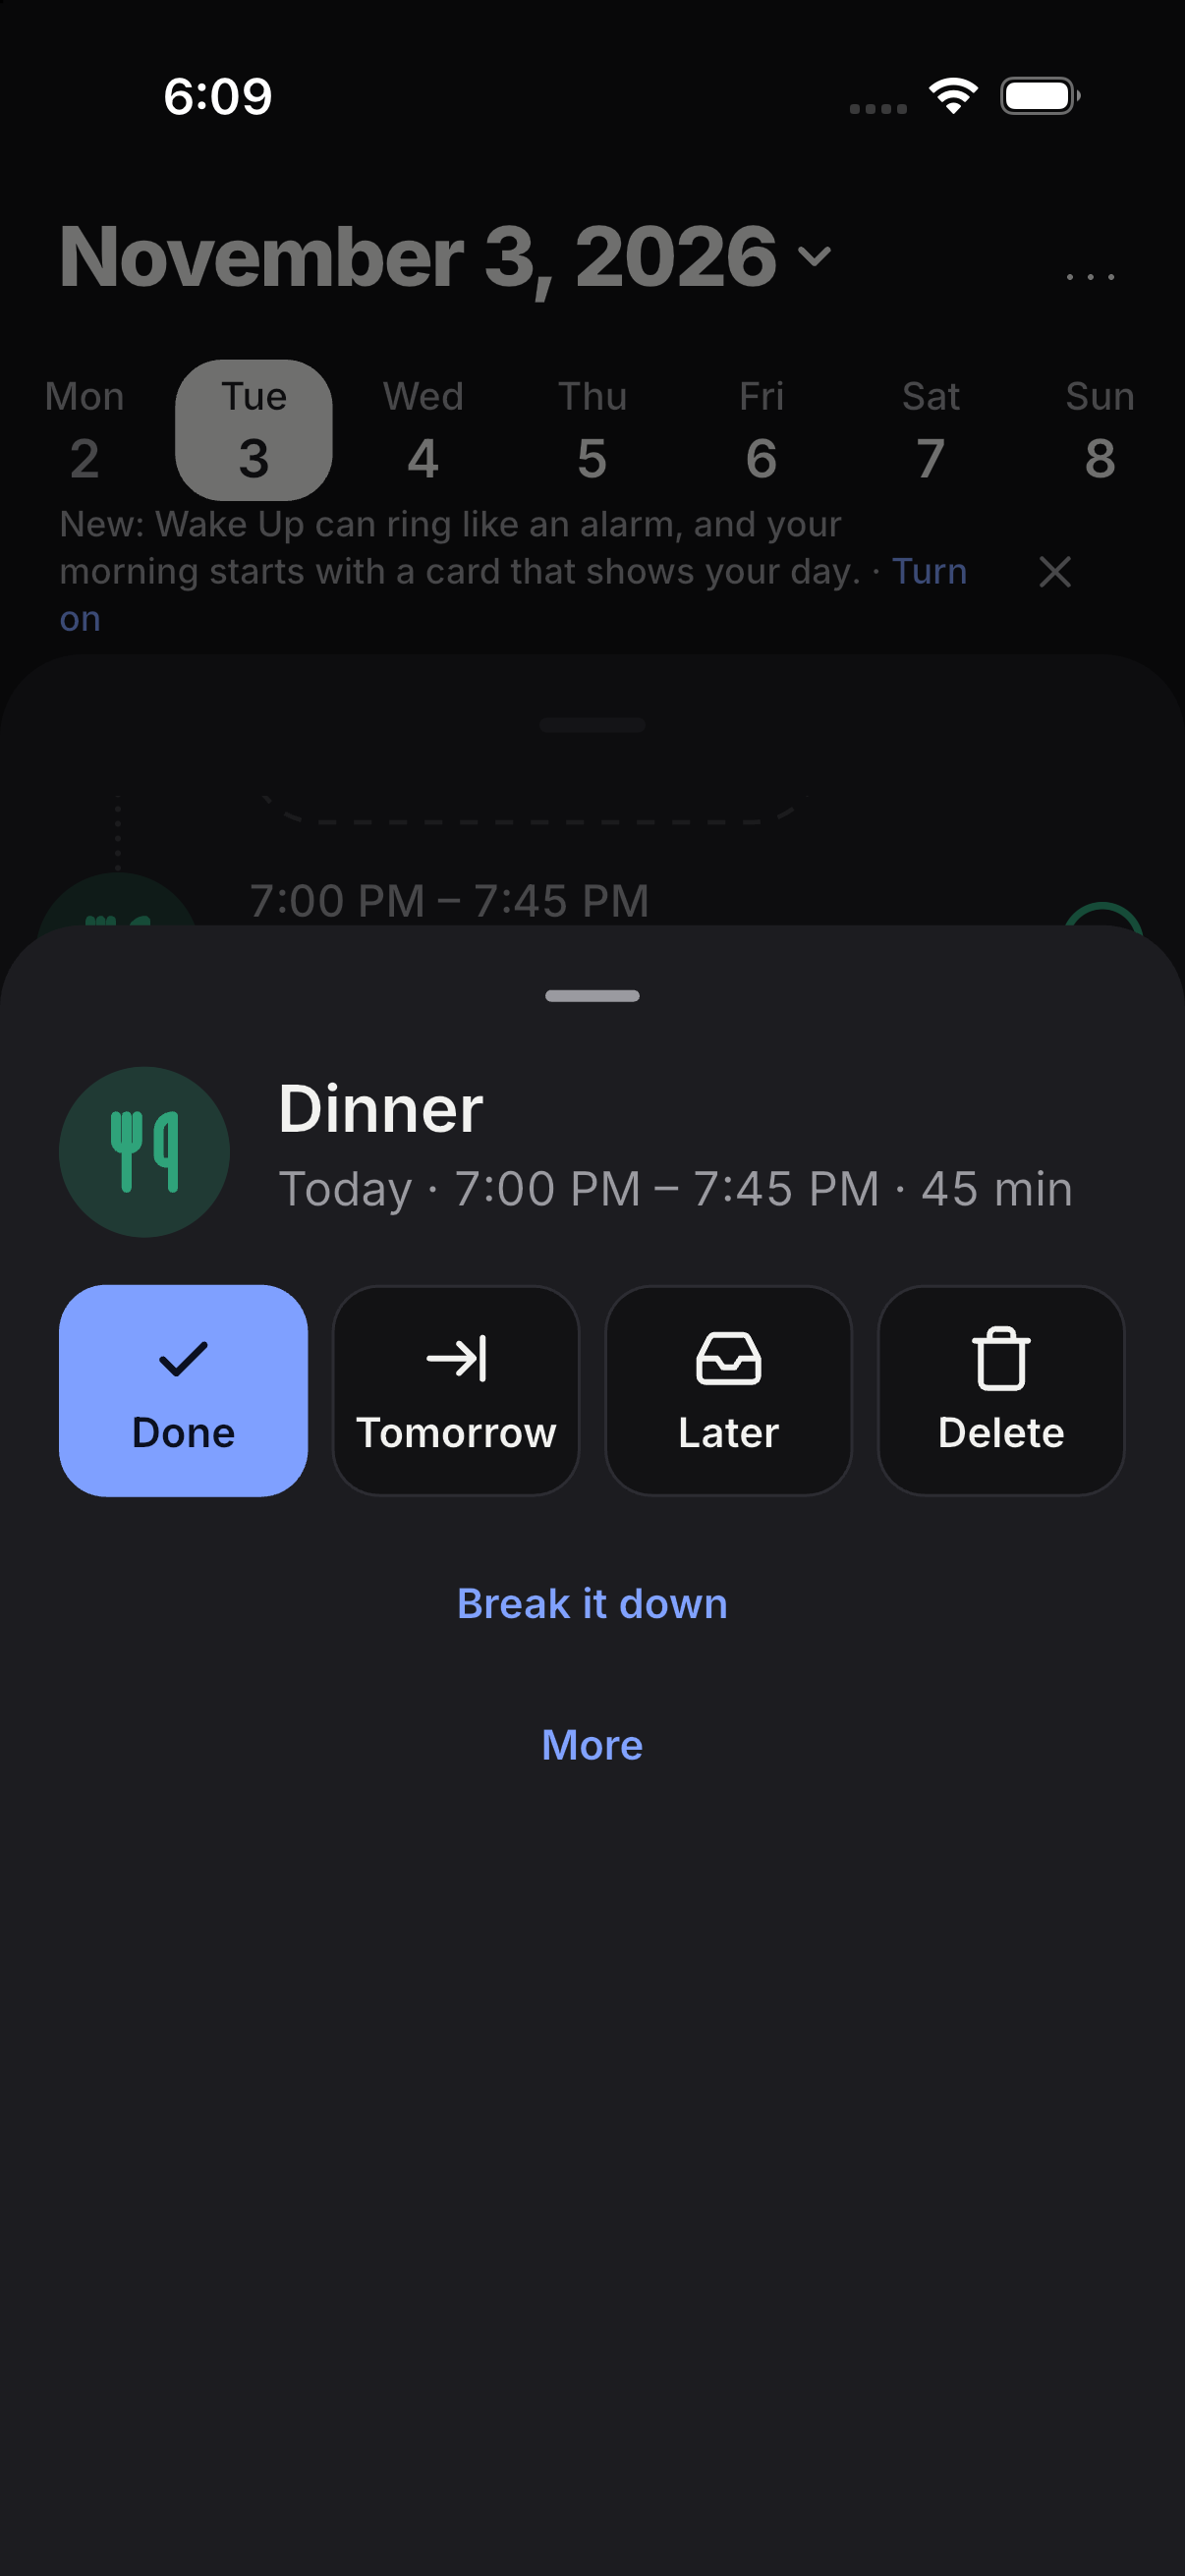 6:09
November 3, 2026
...
Mon Tue Wed Thu Fri Sat Sun
2 3 4 5 6 7 8
New: Wake Up can ring like an alarm, and your
morning starts with a card that shows your day. · Turn
on
7:00 PM – 7:45 PM
Dinner
Today · 7:00 PM – 7:45 PM · 45 min
Done Tomorrow Later Delete
Break it down
More